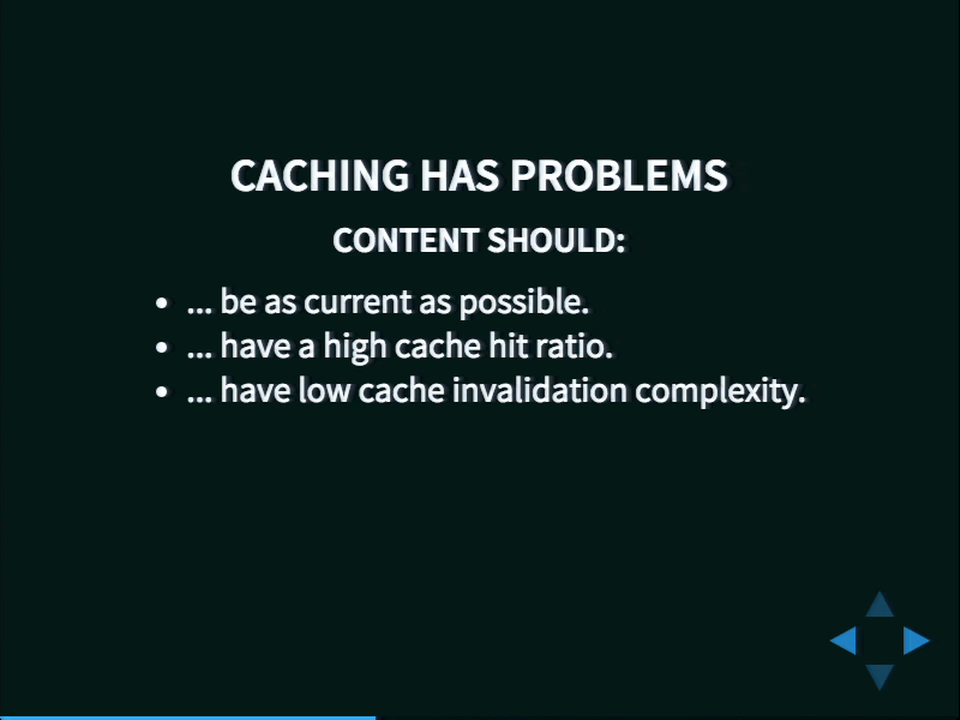 CACHING HAS PROBLEMS
CONTENT SHOULD:
• ... be as current as possible.
• ... have a high cache hit ratio.
• ... have low cache invalidation complexity.